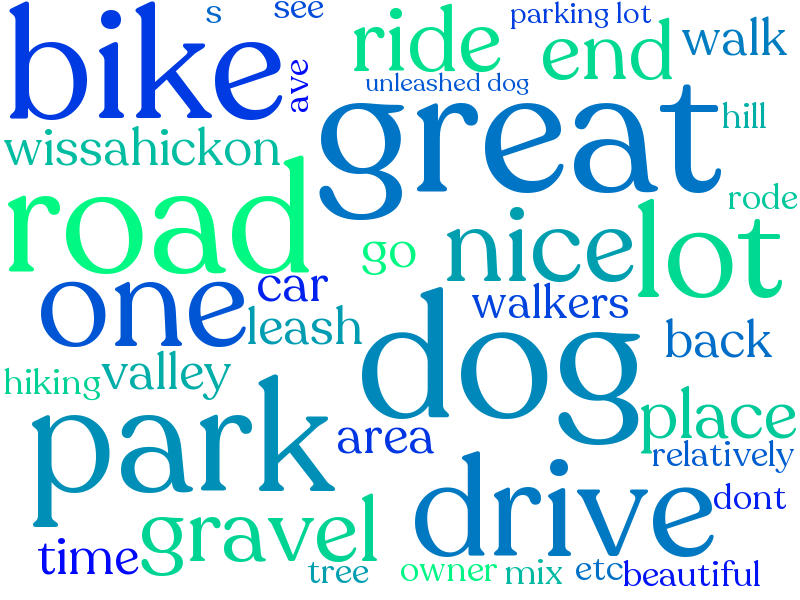 bike
s
see
ave
ride
parking lot
end
walk
unleashed dog
great
hill
wissahickon
road
rode
go
nice
lot
one
car
leash
walkers
dog
back
hiking
valley
park
area
place
relatively
drive
dont
gravel
time
tree
owner
mix
etc
beautiful